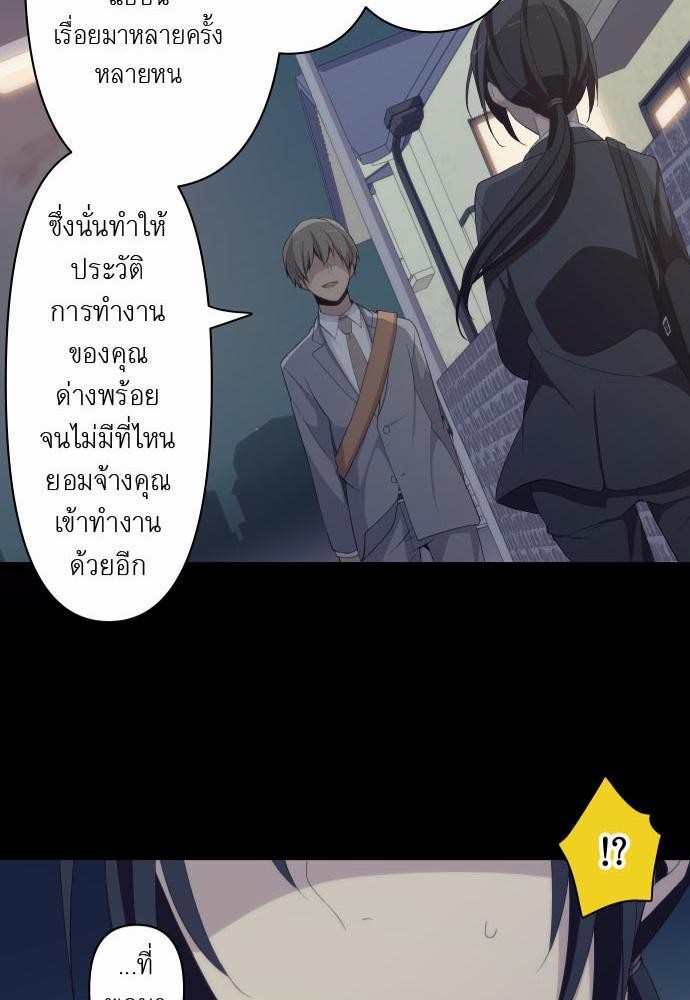 เรื่อยมาหลายครั้ง
หลายหน
ซึ่งนั่นทำให้
ประวัติ
การทำงาน
ของคุณ
ด่างพร้อย
จนไม่มีที่ไหน
ยอมจ้างคุณ
เข้าทำงาน
ด้วยอีก
!?
...ที่